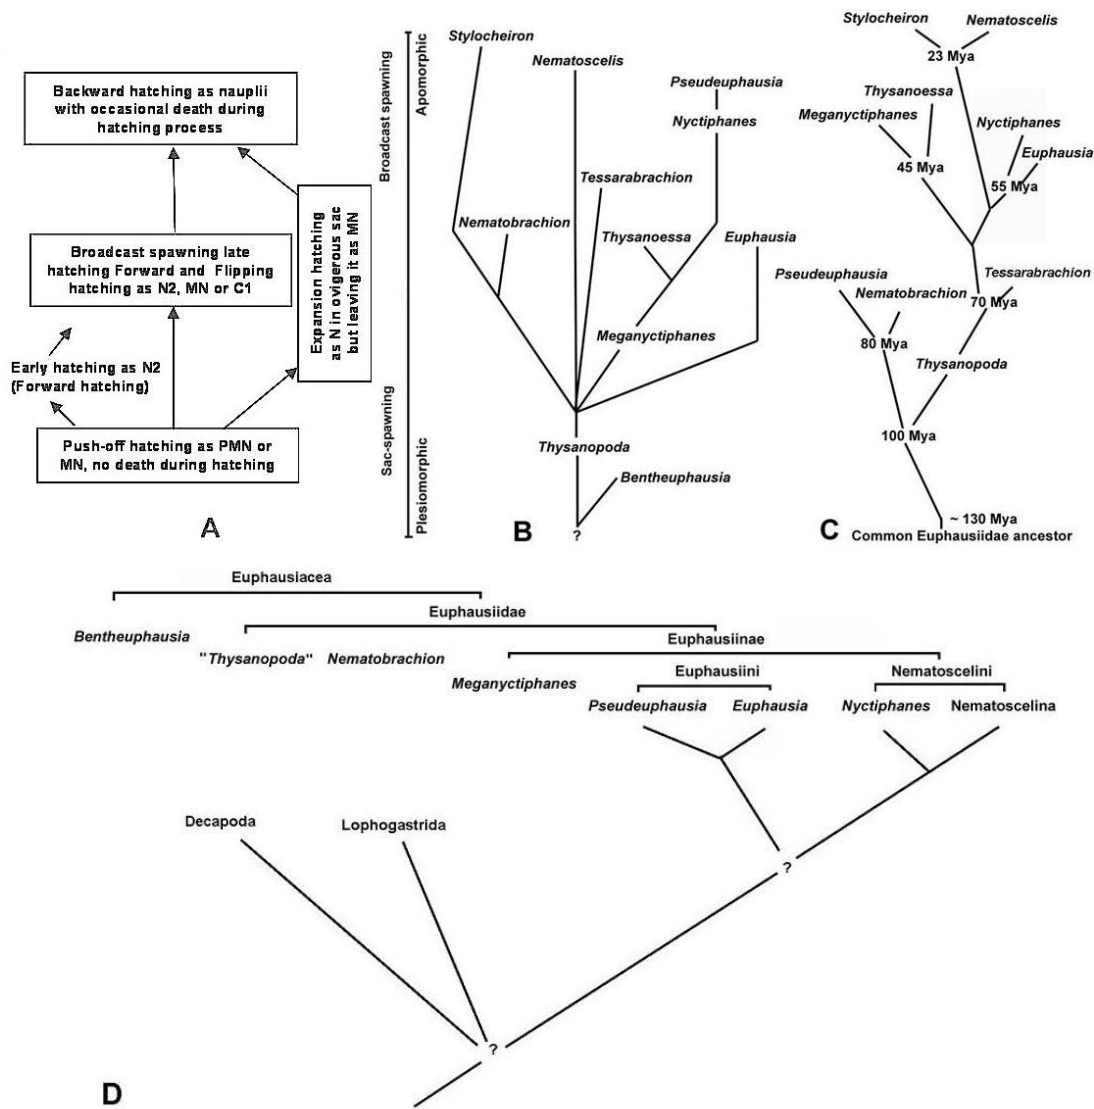 Backward hatching as nauplii
with occasional death during
hatching process
Broadcast spawning late
hatching Forward and Flipping
hatching as N2, MN or C1
Expansion hatching
as N in ovigerous sac
but leaving it as MN
Early hatching as N2
(Forward hatching)
Push-off hatching as PMN or
MN, no death during hatching
A
Broadcast spawning
Sac-spawning
Apomorphic
Plesiomorphic
Stylocheiron
Nematoscelis
Pseudeuphausia
Nyctiphanes
Tessarabrachion
Nematobrachion
Thysanoessa
Euphausia
Meganyctiphanes
Thysanopoda
Bentheuphausia
?
B
Stylocheiron
Nematoscelis
23 Mya
Thysanoessa
Meganyctiphanes
Nyctiphanes
Euphausia
45 Mya
55 Mya
Pseudeuphausia
Tessarabrachion
Nematobrachion
70 Mya
80 Mya
Thysanopoda
100 Mya
~ 130 Mya
Common Euphausiidae ancestor
C
Euphausiacea
Euphausiidae
Bentheuphausia
Euphausiinae
"Thysanopoda"
Nematobrachion
Euphausiini
Nematoscelini
Meganyctiphanes
Pseudeuphausia
Euphausia
Nyctiphanes
Nematoscelina
Decapoda
Lophogastrida
?
?
D